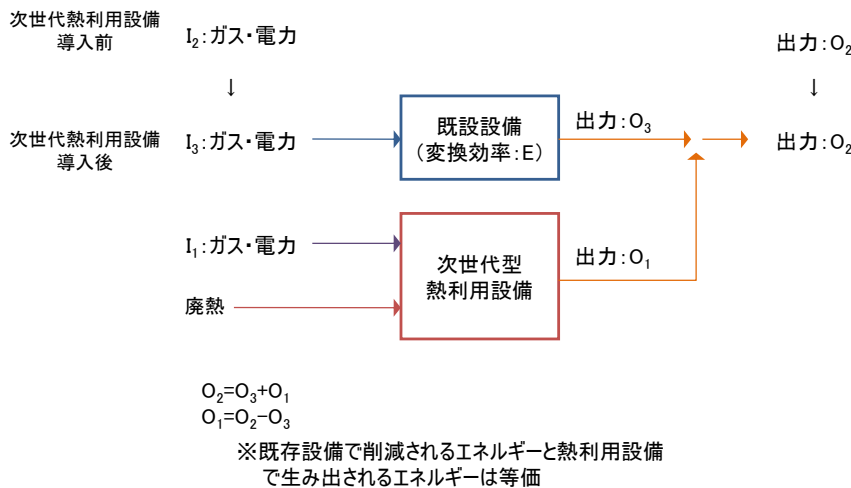 次世代熱利用設備
導入前
I₂:ガス・電力
出力:O₂
↓
↓
次世代熱利用設備
導入後
I₃:ガス・電力
既設設備
(変換効率:E)
出力:O₃
出力:O₂
I₁:ガス・電力
廃熱
次世代型
熱利用設備
出力:O₁
O₂=O₃+O₁
O₁=O₂-O₃
※既存設備で削減されるエネルギーと熱利用設備
で生み出されるエネルギーは等価